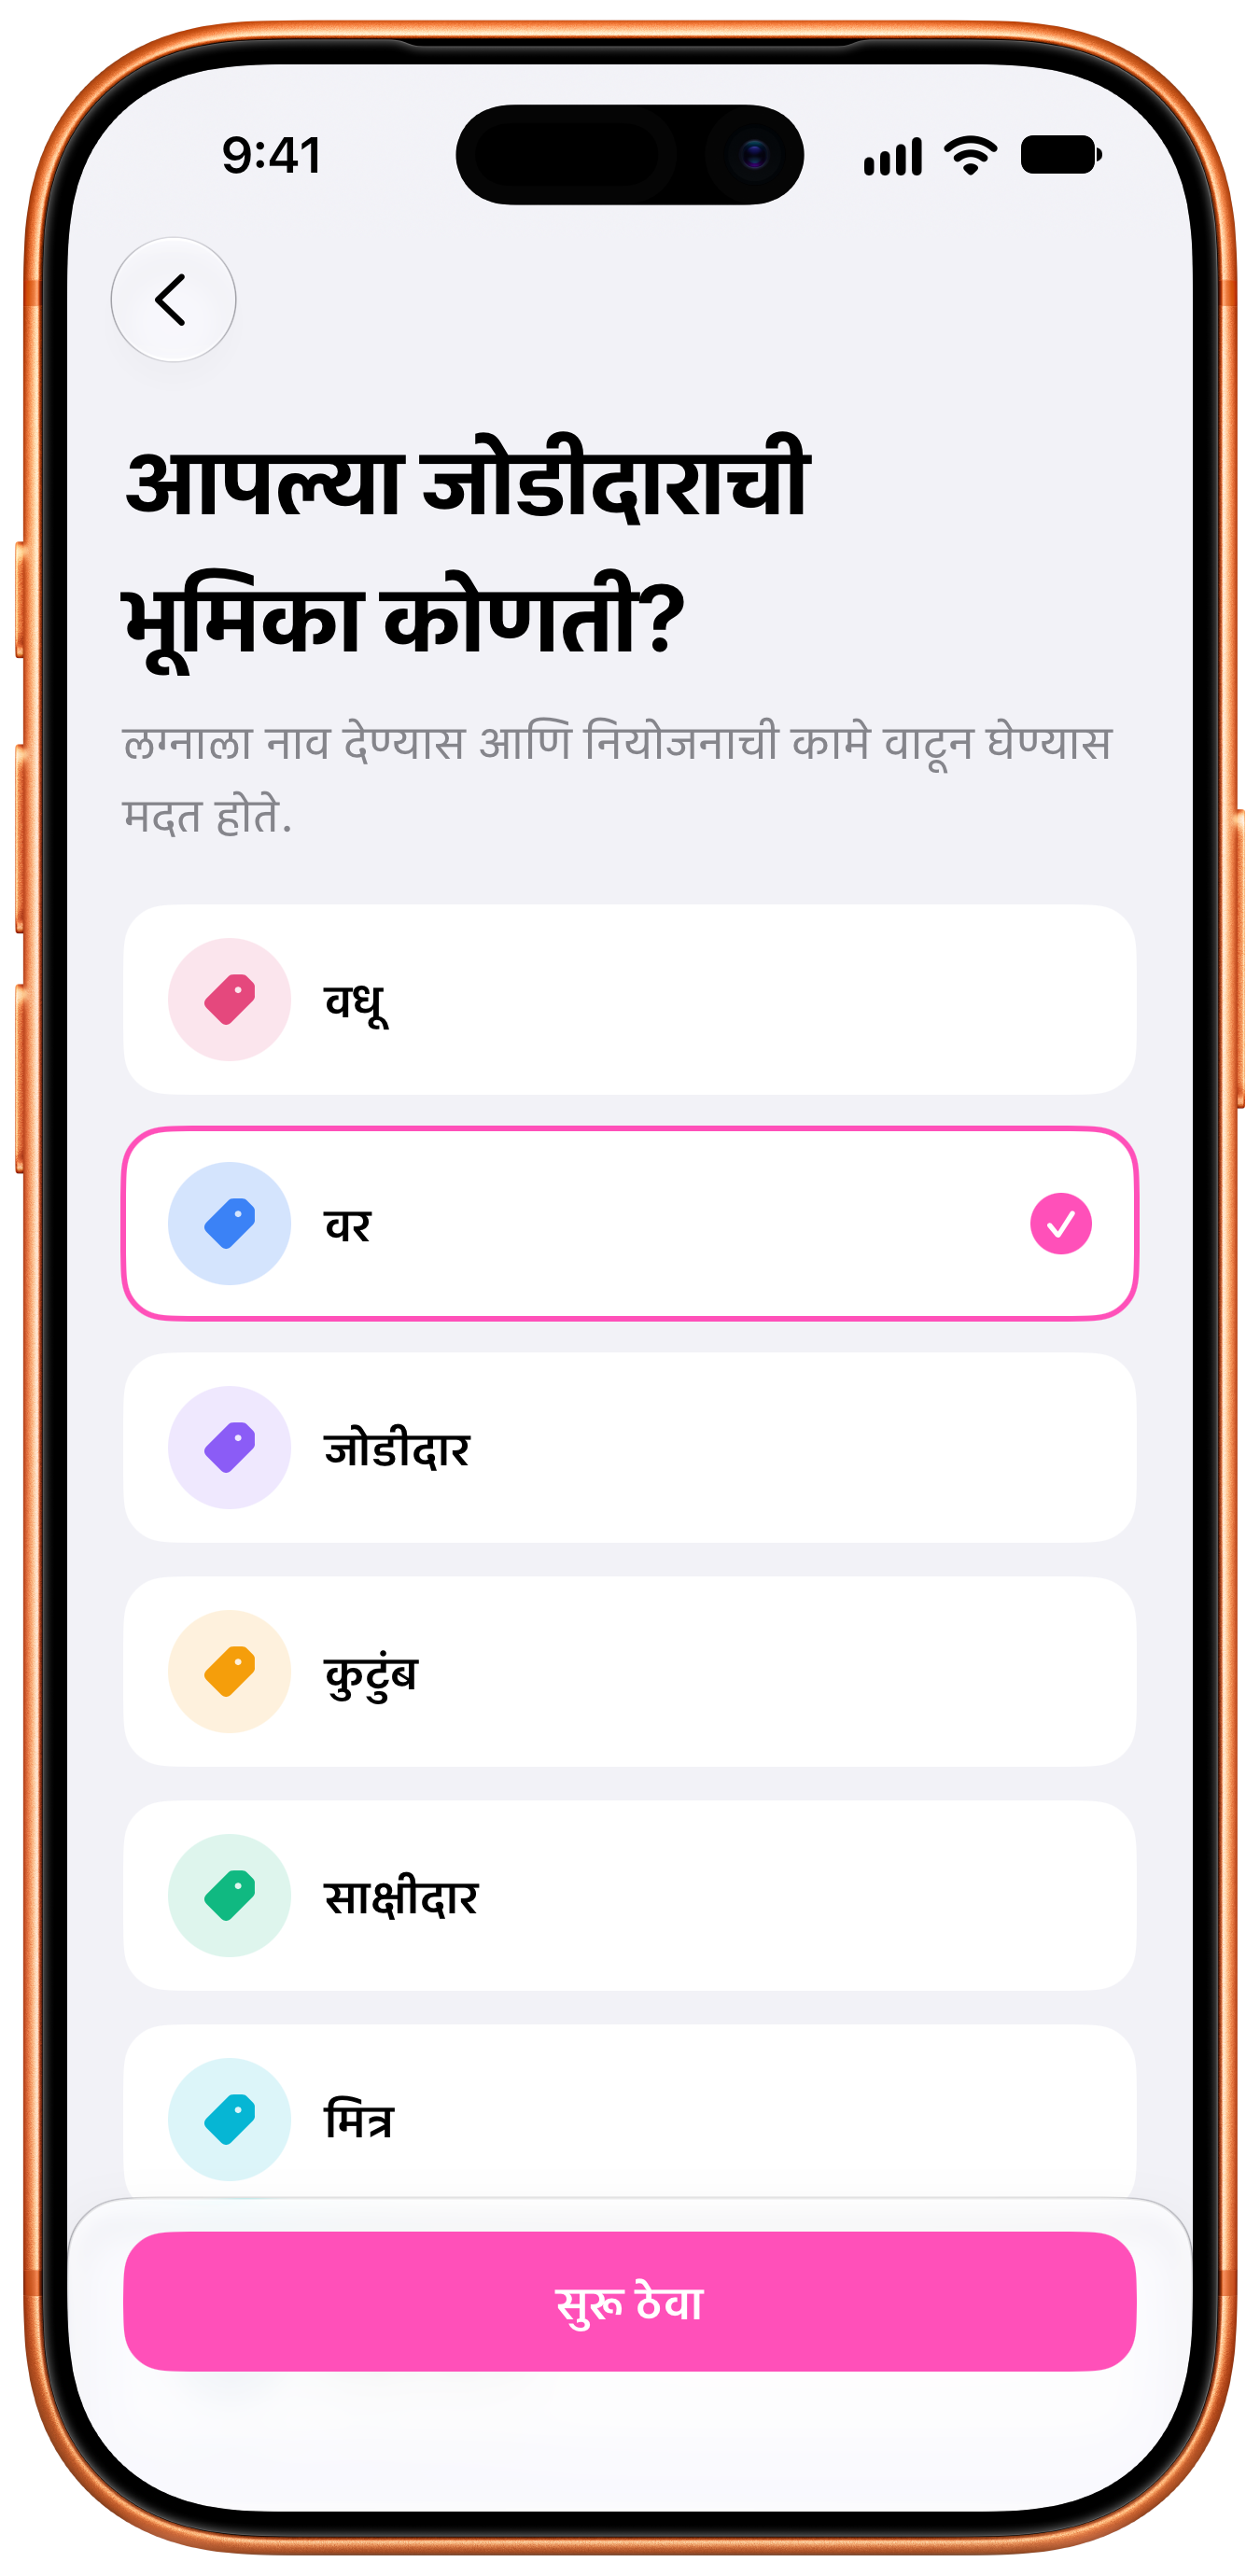 9:41
आपल्या जोडीदाराची
भूमिका कोणती?
लग्नाला नाव देण्यास आणि नियोजनाची कामे वाटून घेण्यास
मदत होते.
वधू
वर
जोडीदार
कुटुंब
साक्षीदार
मित्र
सुरू ठेवा